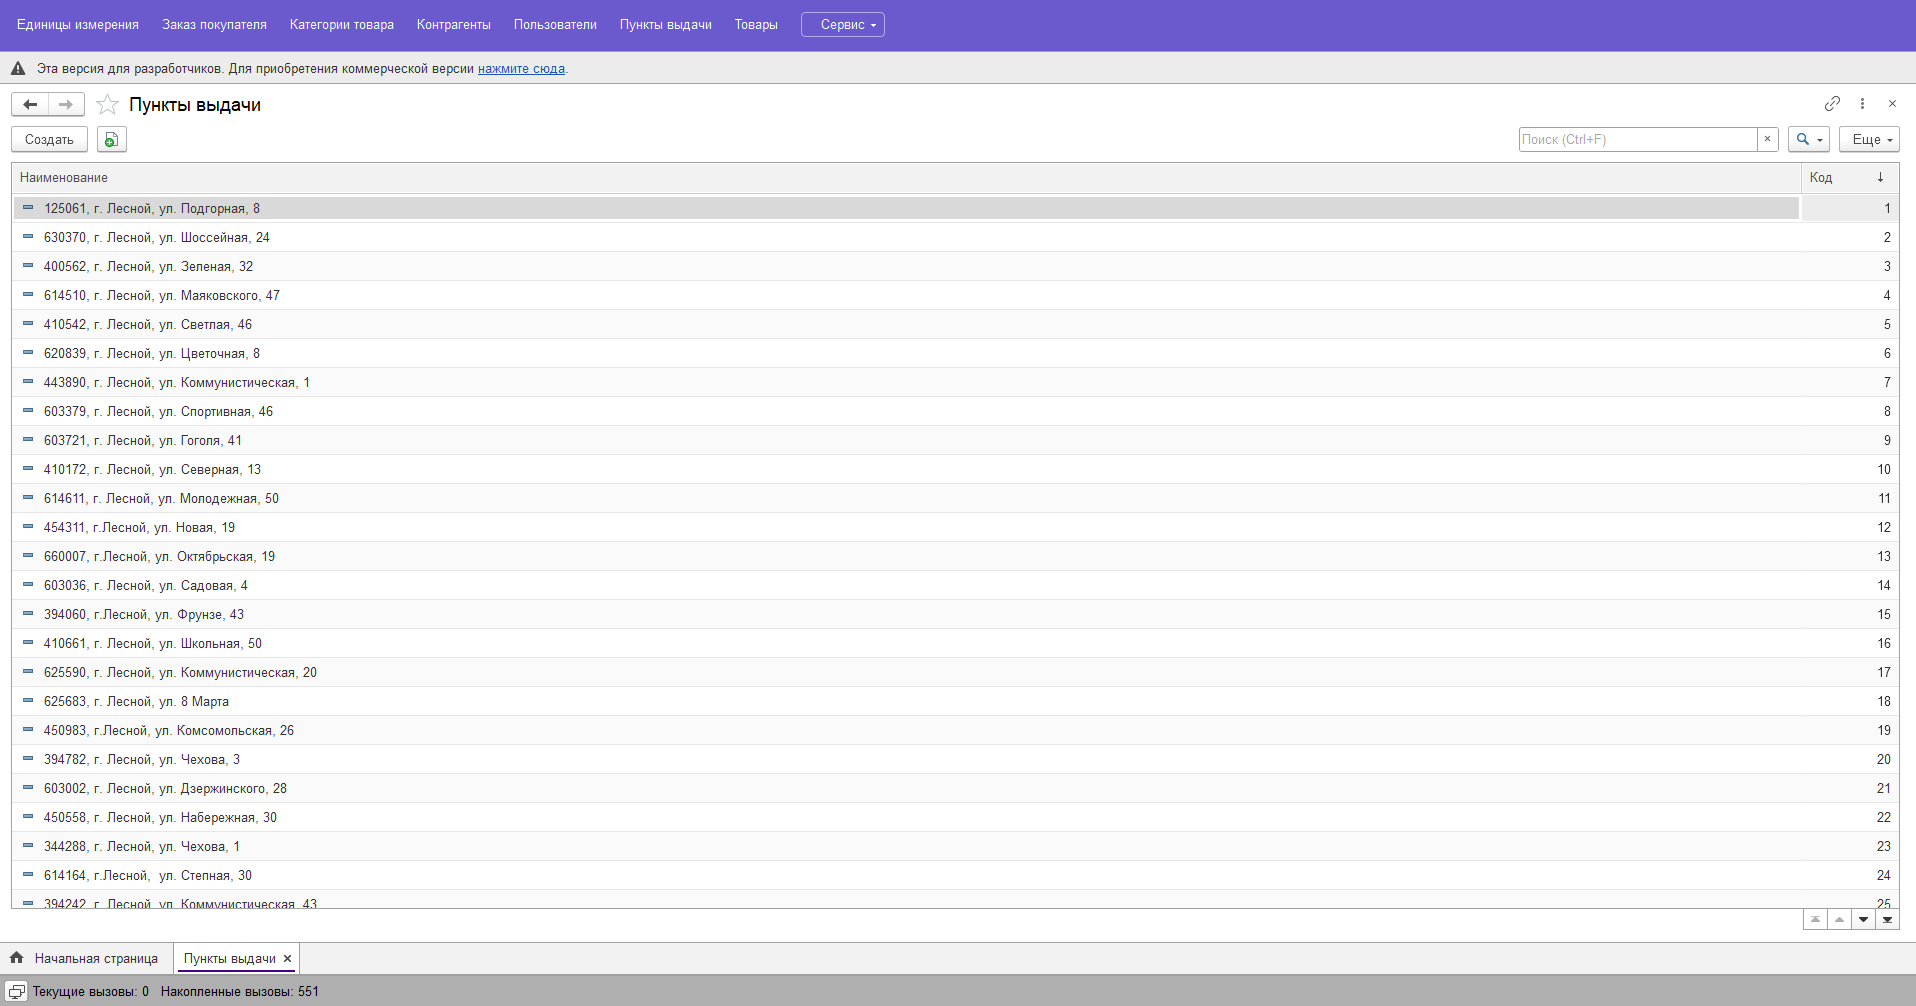 Единицы измерения Заказ покупателя Категории товара Контрагенты Пользователи Пункты выдачи Товары Сервис
Эта версия для разработчиков. Для приобретения коммерческой версии нажмите сюда.
Пункты выдачи
Создать Поиск (Ctrl+F) × Еще
Наименование Код ↓
125061, г. Лесной, ул. Подгорная, 8 1
630370, г. Лесной, ул. Шоссейная, 24 2
400562, г. Лесной, ул. Зеленая, 32 3
614510, г. Лесной, ул. Маяковского, 47 4
410542, г. Лесной, ул. Светлая, 46 5
620839, г. Лесной, ул. Цветочная, 8 6
443890, г. Лесной, ул. Коммунистическая, 1 7
603379, г. Лесной, ул. Спортивная, 46 8
603721, г. Лесной, ул. Гоголя, 41 9
410172, г. Лесной, ул. Северная, 13 10
614611, г. Лесной, ул. Молодежная, 50 11
454311, г.Лесной, ул. Новая, 19 12
660007, г.Лесной, ул. Октябрьская, 19 13
603036, г. Лесной, ул. Садовая, 4 14
394060, г.Лесной, ул. Фрунзе, 43 15
410661, г. Лесной, ул. Школьная, 50 16
625590, г. Лесной, ул. Коммунистическая, 20 17
625683, г. Лесной, ул. 8 Марта 18
450983, г.Лесной, ул. Комсомольская, 26 19
394782, г. Лесной, ул. Чехова, 3 20
603002, г. Лесной, ул. Дзержинского, 28 21
450558, г. Лесной, ул. Набережная, 30 22
344288, г. Лесной, ул. Чехова, 1 23
614164, г.Лесной,  ул. Степная, 30 24
394242, г. Лесной, ул. Коммунистическая, 43 25
Начальная страница Пункты выдачи ×
Текущие вызовы: 0 Накопленные вызовы: 551